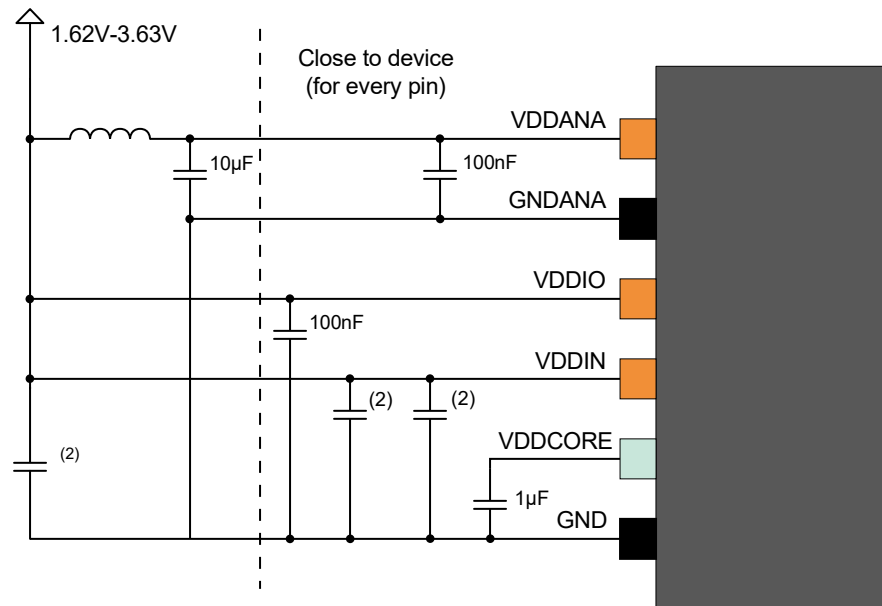 1.62V-3.63V
Close to device
(for every pin)
VDDANA
10µF
100nF
GNDANA
VDDIO
100nF
VDDIN
(2)
(2)
VDDCORE
(2)
1µF
GND